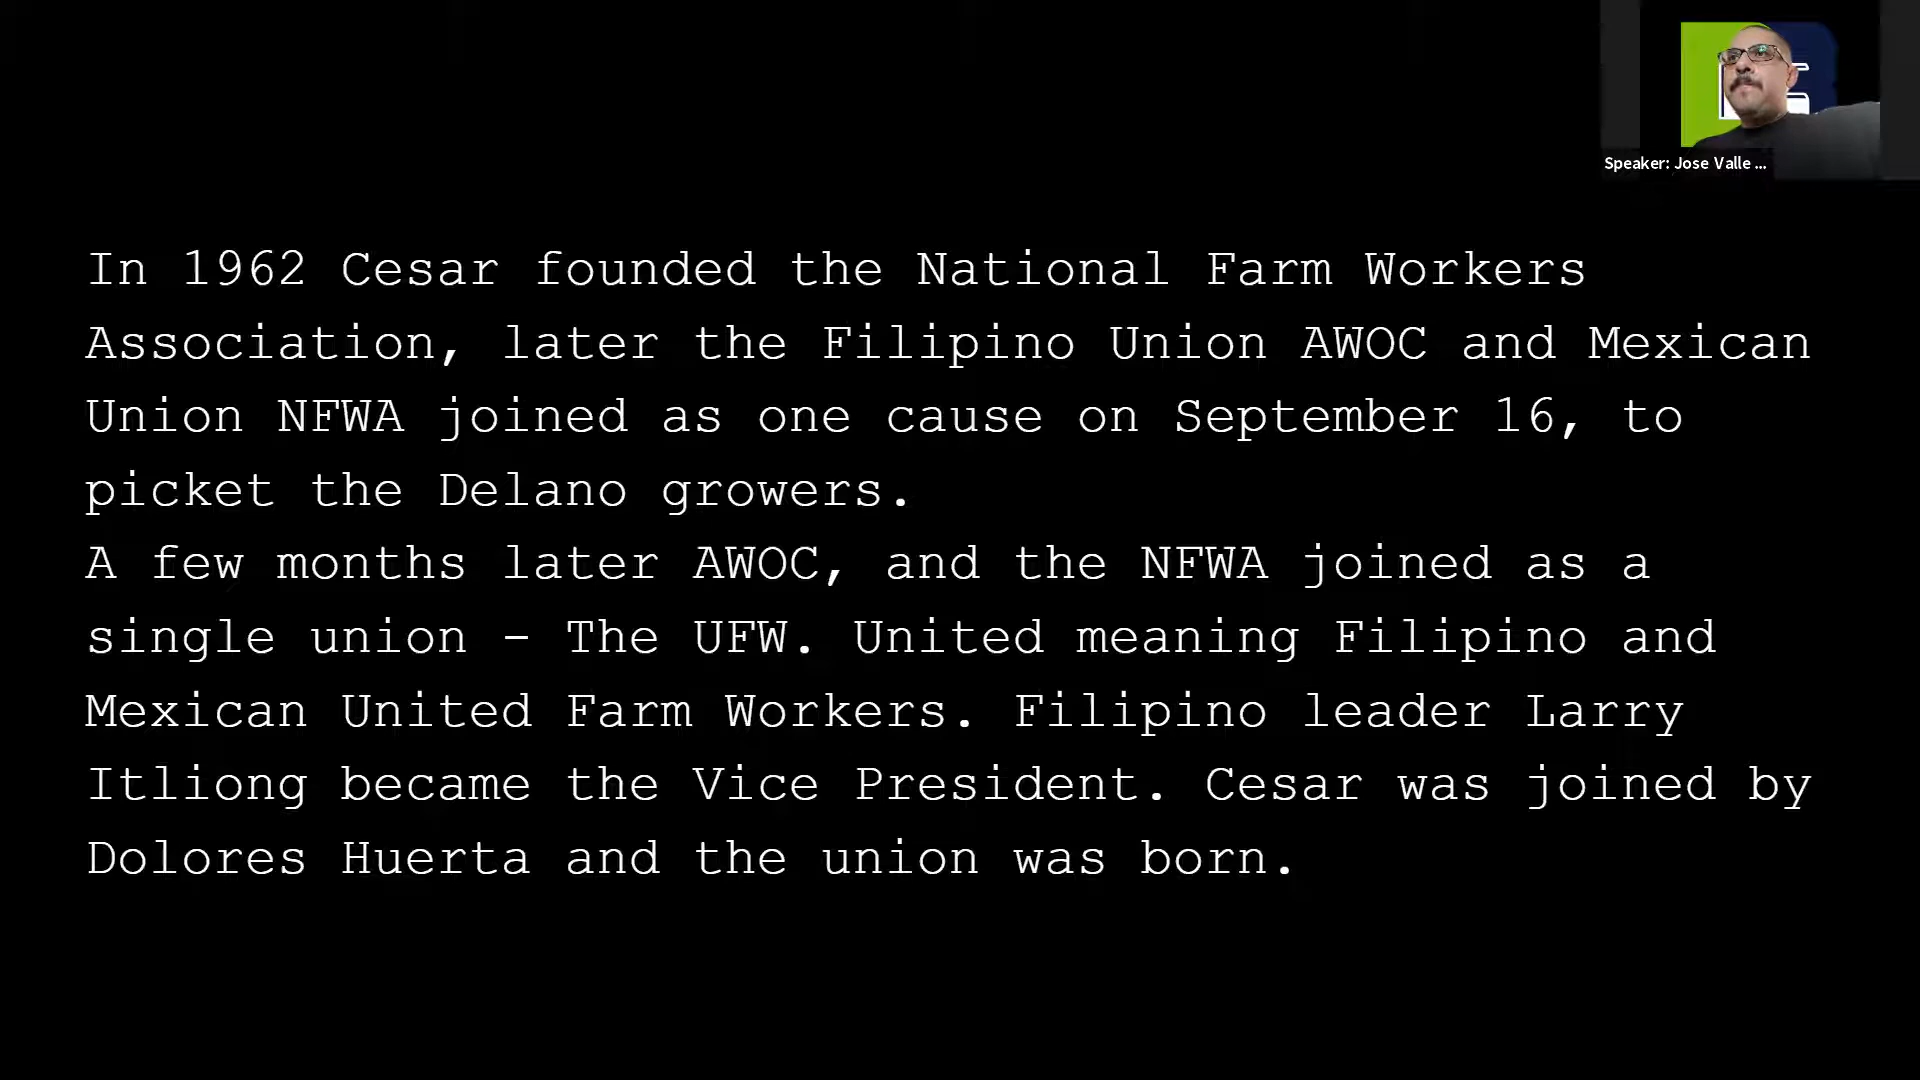 Speaker: Jose Valle ...
In 1962 Cesar founded the National Farm Workers
Association, later the Filipino Union AWOC and Mexican
Union NFWA joined as one cause on September 16, to
picket the Delano growers.
A few months later AWOC, and the NFWA joined as a
single union – The UFW. United meaning Filipino and
Mexican United Farm Workers. Filipino leader Larry
Itliong became the Vice President. Cesar was joined by
Dolores Huerta and the union was born.